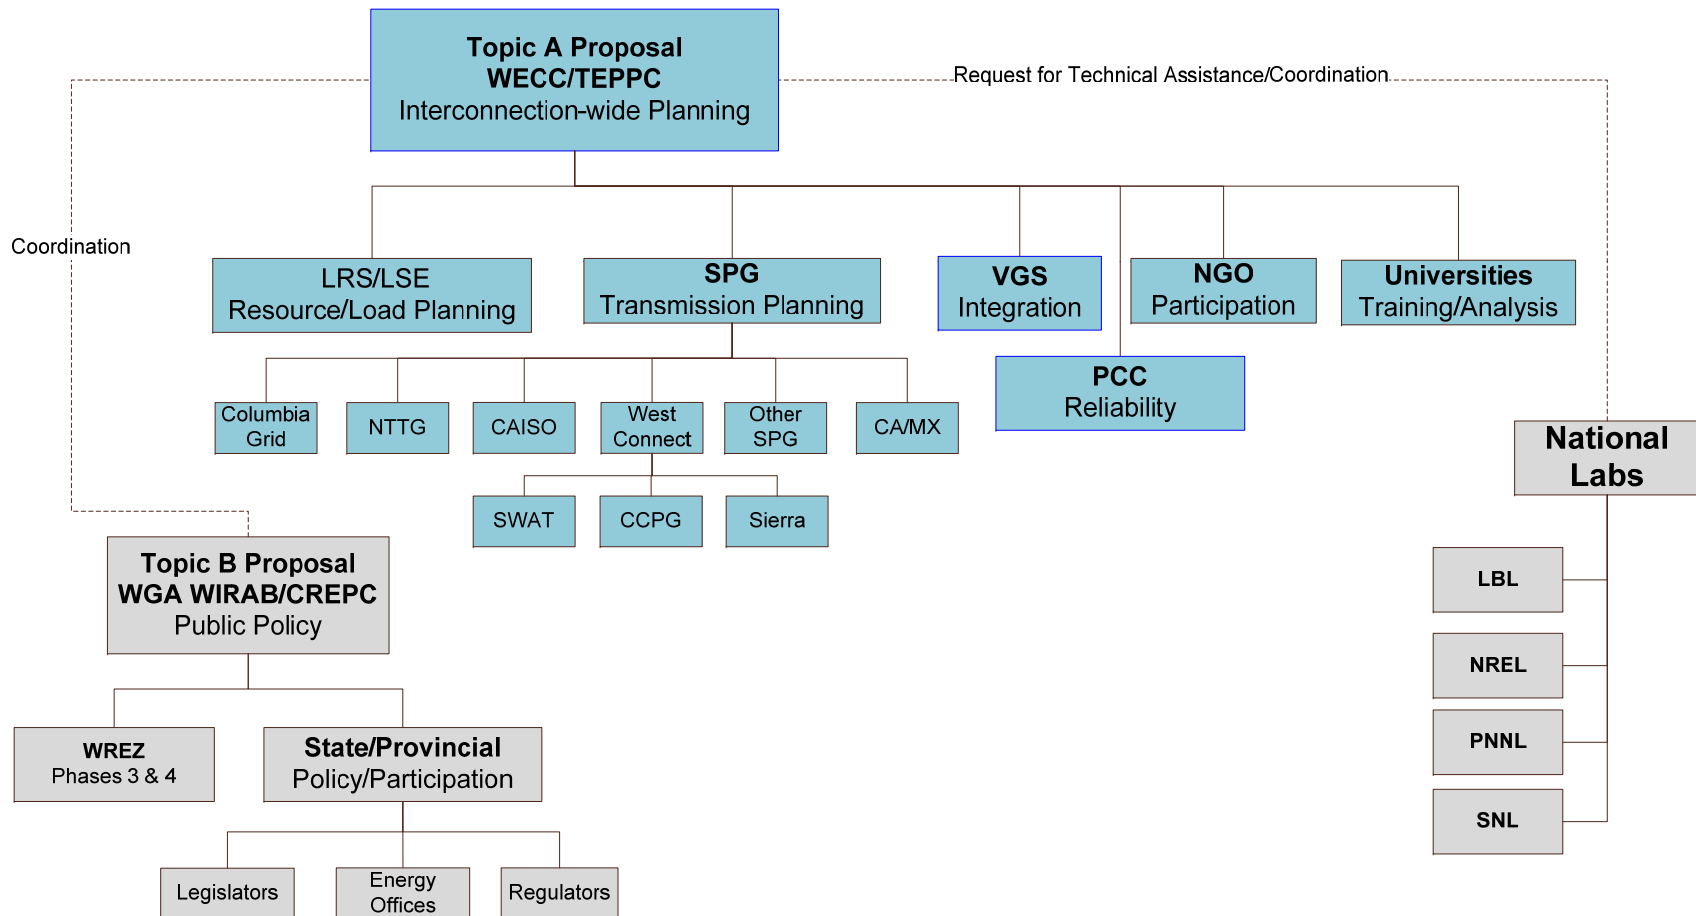 Topic A Proposal
WECC/TEPPC
Interconnection-wide Planning
Request for Technical Assistance/Coordination
Coordination
LRS/LSE
Resource/Load Planning
SPG
Transmission Planning
VGS
Integration
NGO
Participation
Universities
Training/Analysis
PCC
Reliability
Columbia
Grid
NTTG
CAISO
West
Connect
Other
SPG
CA/MX
National
Labs
SWAT
CCPG
Sierra
Topic B Proposal
WGA WIRAB/CREPC
Public Policy
LBL
NREL
PNNL
SNL
WREZ
Phases 3 & 4
State/Provincial
Policy/Participation
Legislators
Energy
Offices
Regulators